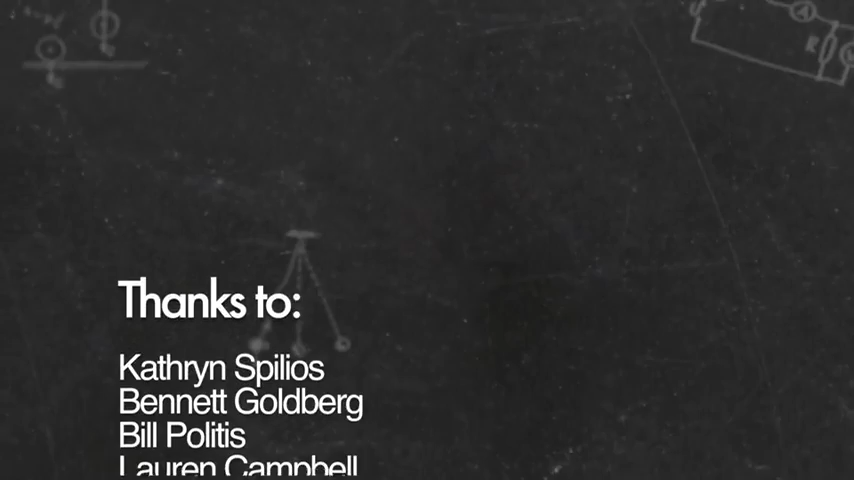 Thanks to:
Kathryn Spilios
Bennett Goldberg
Bill Politis
Lauren Campbell